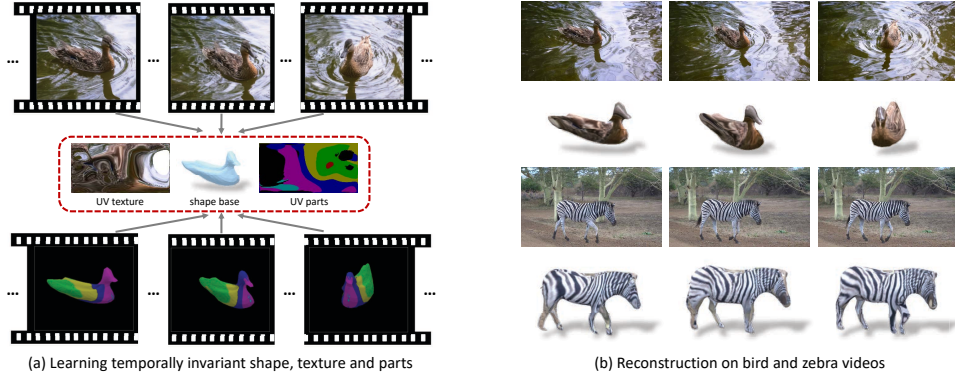 ...
...
...
...
UV texture
shape base
UV parts
...
...
...
...
(a) Learning temporally invariant shape, texture and parts
(b) Reconstruction on bird and zebra videos